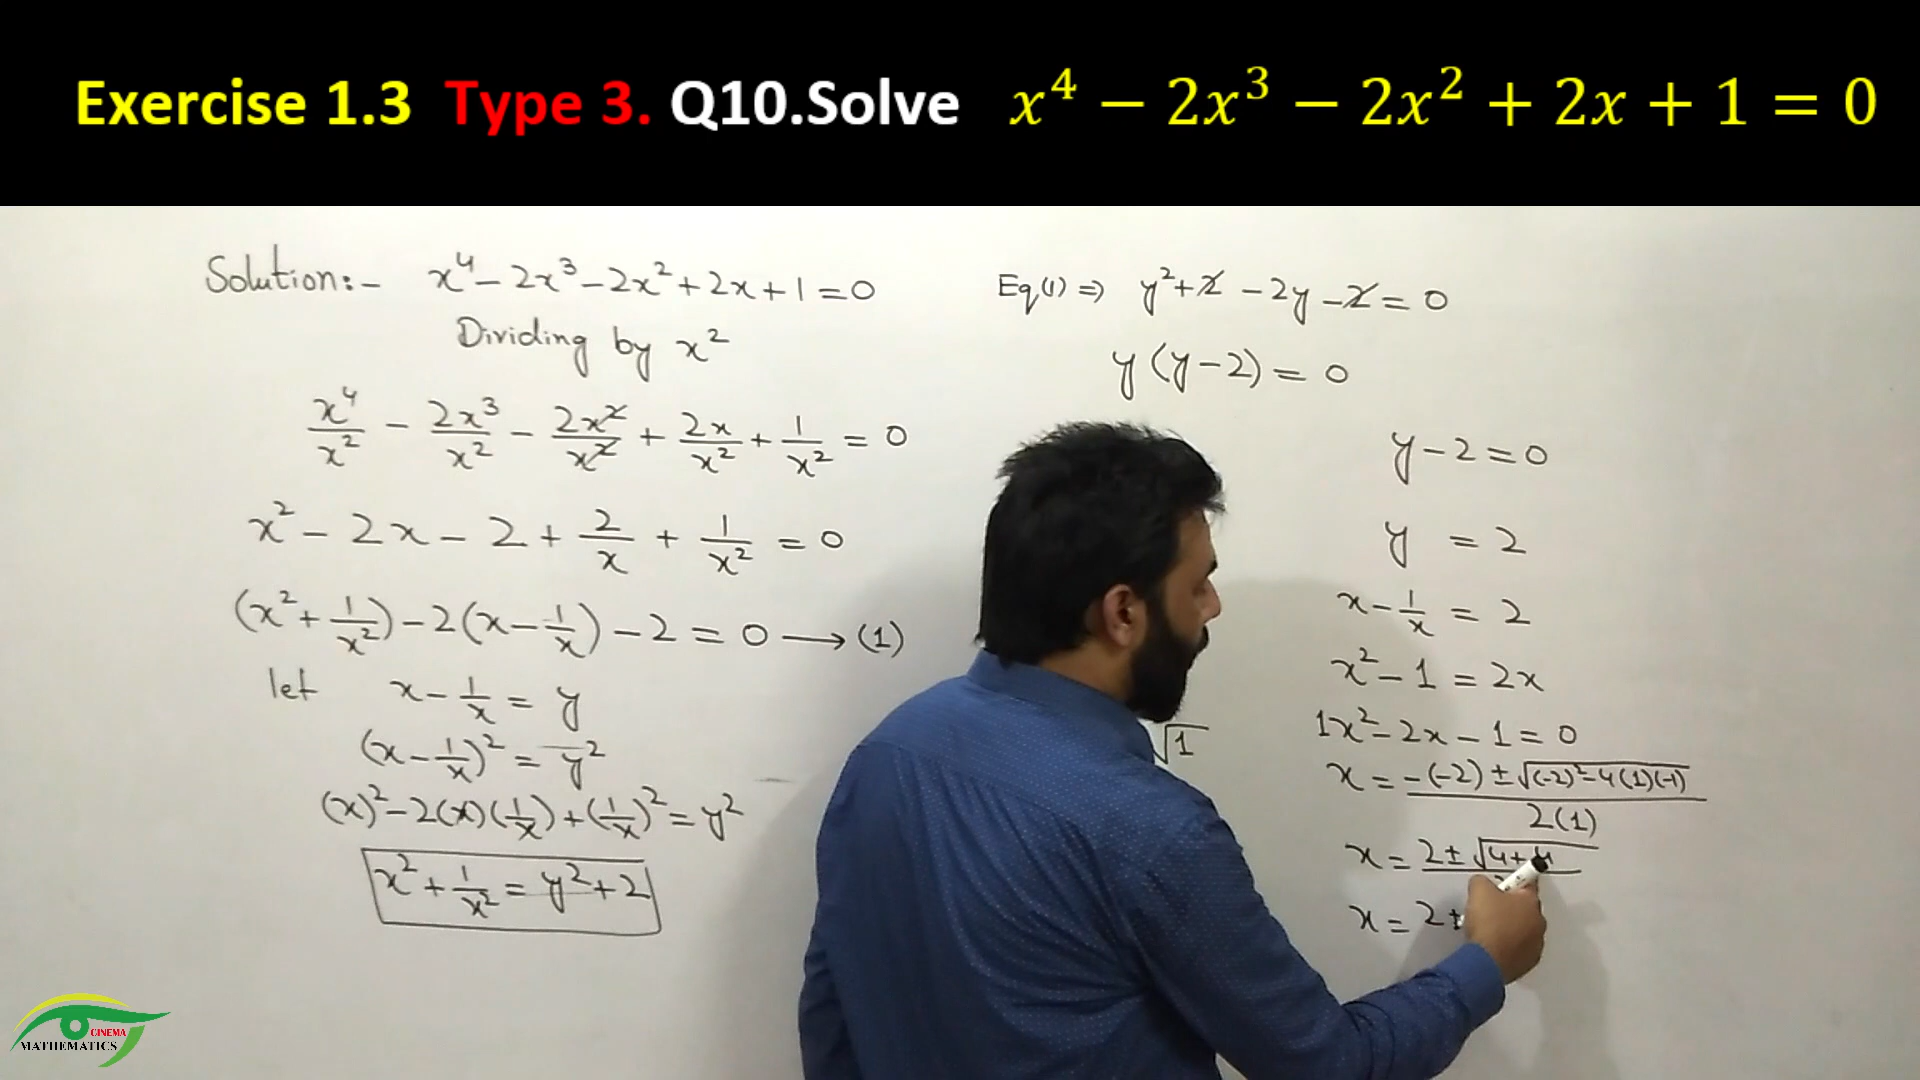 Exercise 1.3 Type 3. Q10.Solve x⁴ − 2x³ − 2x² + 2x + 1 = 0
Solution:- x⁴ − 2x³ − 2x² + 2x + 1 = 0
Dividing by x²
x⁴/x² − 2x³/x² − 2x²/x² + 2x/x² + 1/x² = 0
x² − 2x − 2 + 2/x + 1/x² = 0
(x² + 1/x²) − 2(x − 1/x) − 2 = 0 → (1)
let x − 1/x = y
(x − 1/x)² = y²
(x)² − 2(x)(1/x) + (1/x)² = y²
x² + 1/x² = y² + 2
Eq(1) ⇒ y² + 2 − 2y − 2 = 0
y(y − 2) = 0
y − 2 = 0
y = 2
x − 1/x = 2
x² − 1 = 2x
1x² − 2x − 1 = 0
x = −(−2) ± √(−2)² − 4(1)(−1)
2(1)
x = 2 ± √4 + 4
x = 2 ±
√1
CINEMA
MATHEMATICS